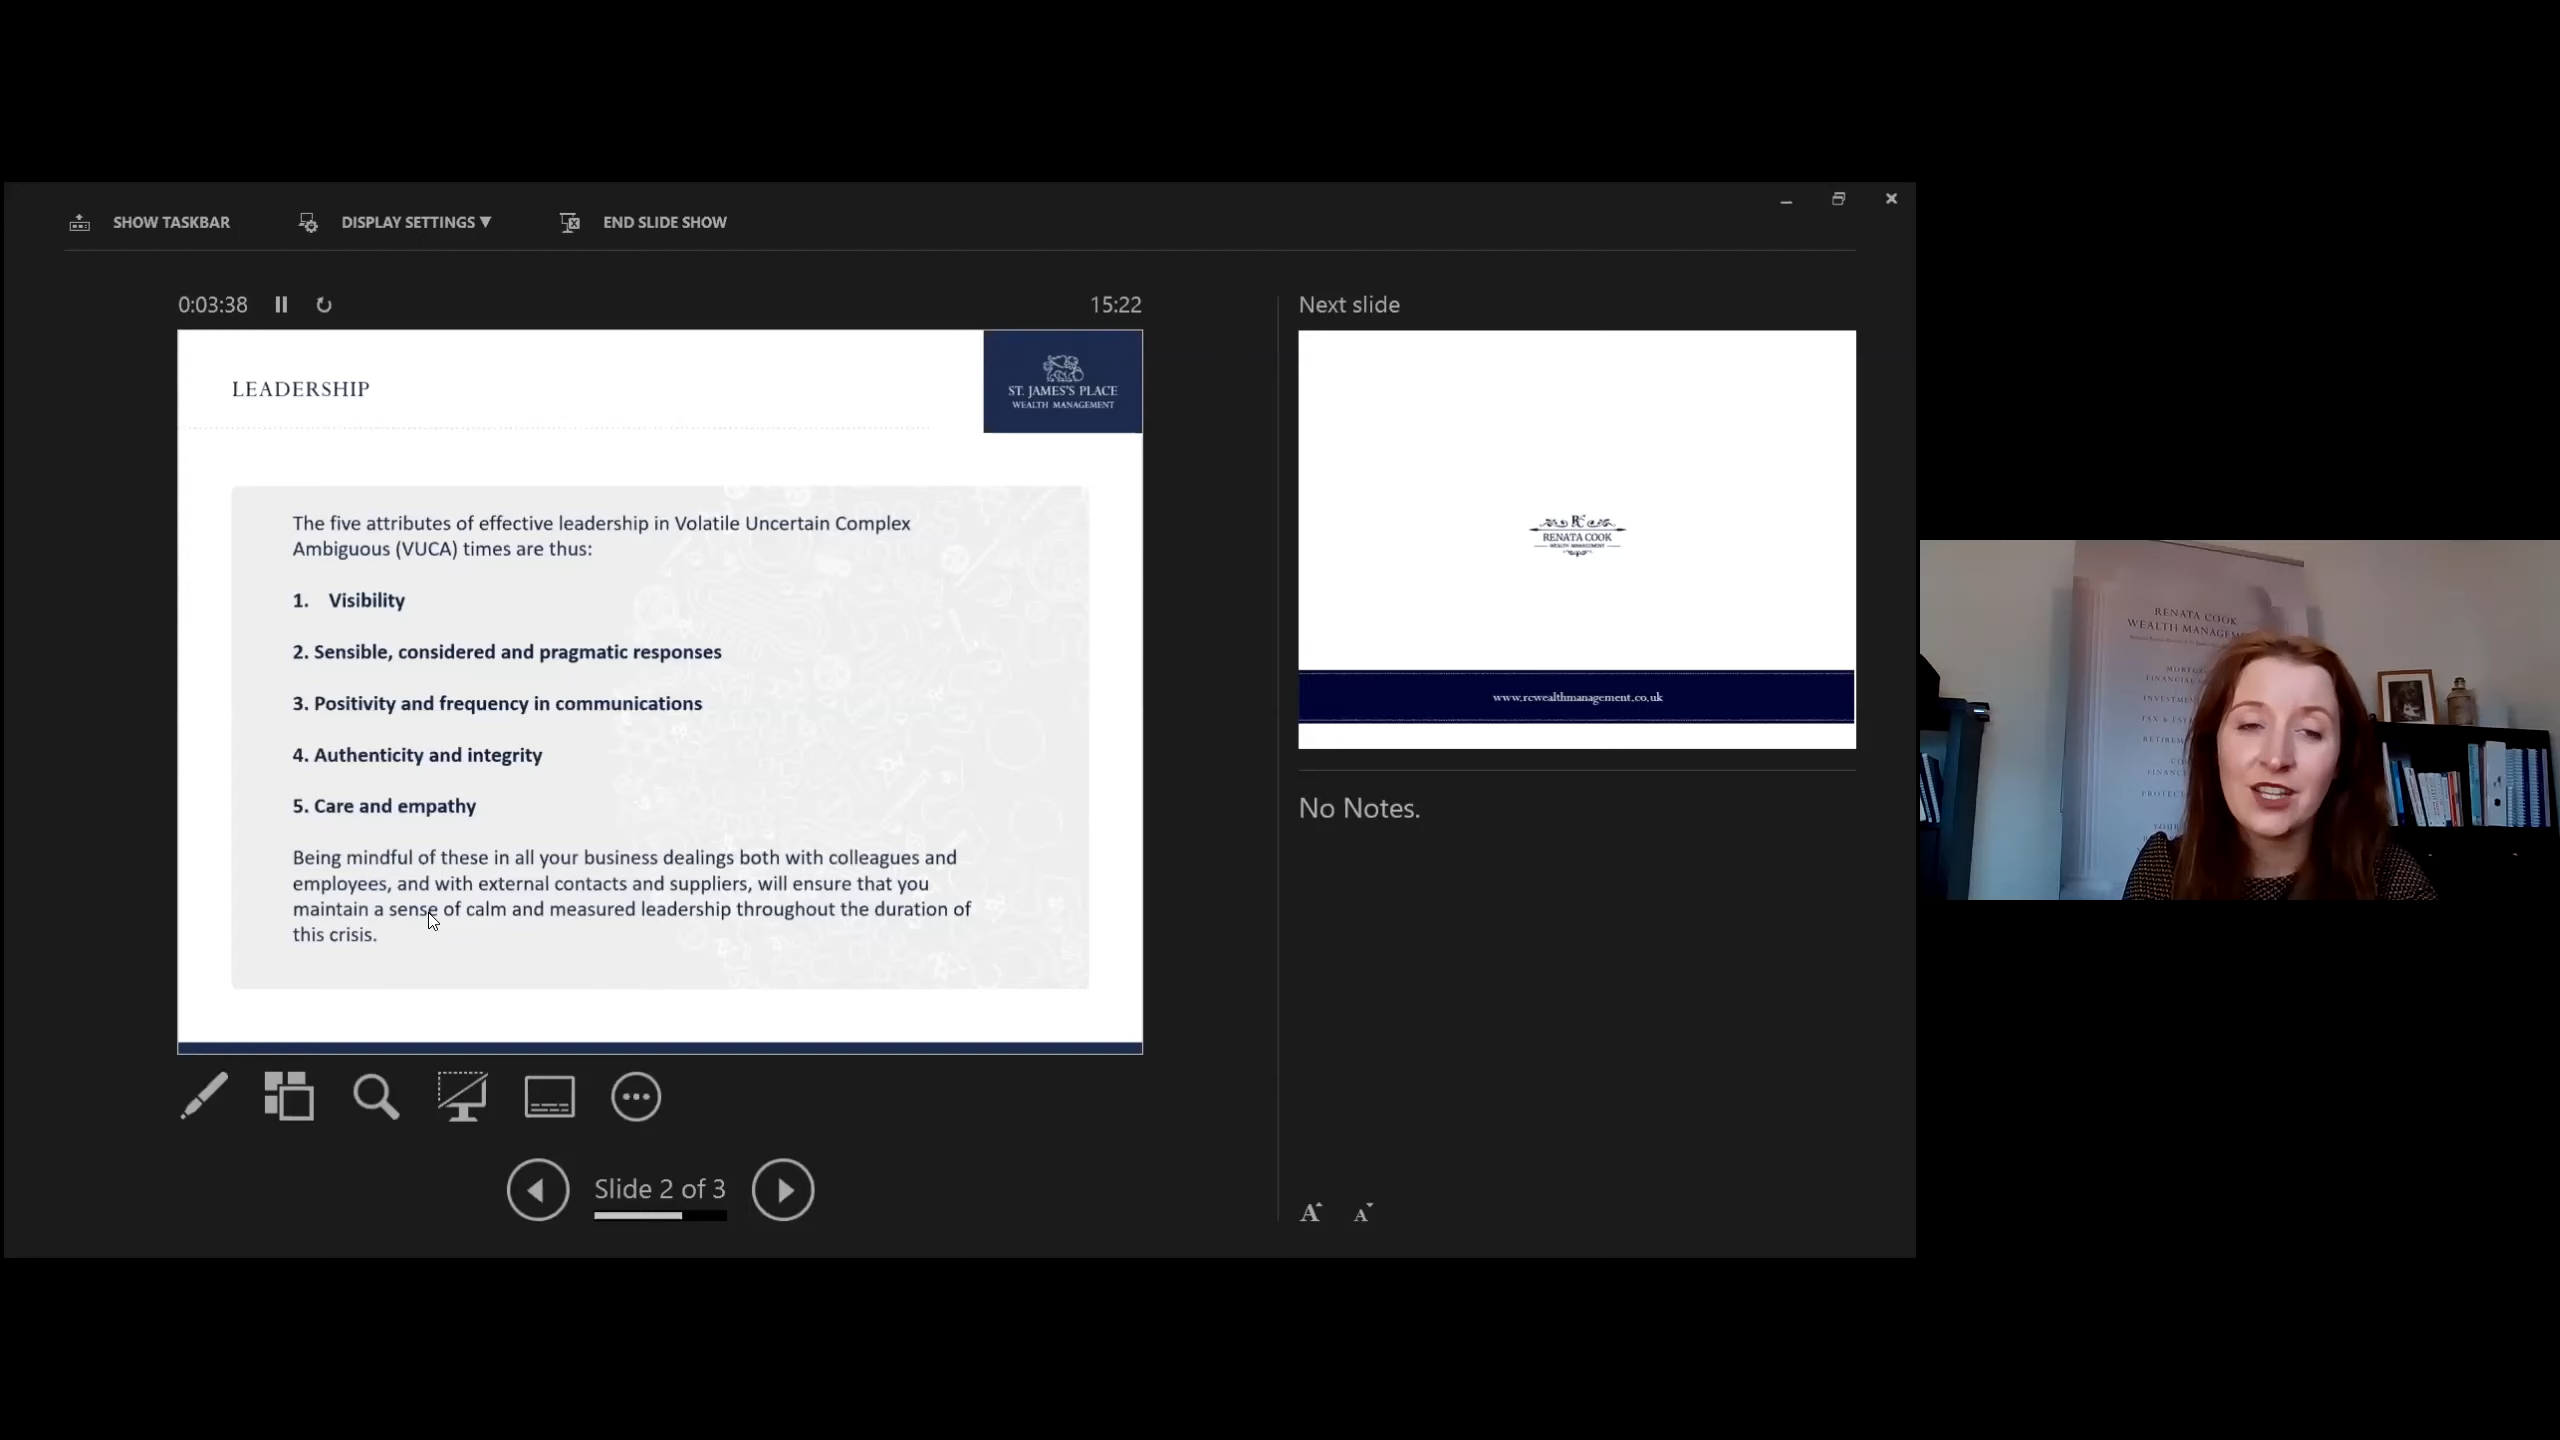 SHOW TASKBAR
DISPLAY SETTINGS ▼
END SLIDE SHOW
0:03:38
15:22
LEADERSHIP
ST. JAMES'S PLACE
WEALTH MANAGEMENT
The five attributes of effective leadership in Volatile Uncertain Complex
Ambiguous (VUCA) times are thus:
1. Visibility
2. Sensible, considered and pragmatic responses
3. Positivity and frequency in communications
4. Authenticity and integrity
5. Care and empathy
Being mindful of these in all your business dealings both with colleagues and
employees, and with external contacts and suppliers, will ensure that you
maintain a sense of calm and measured leadership throughout the duration of
this crisis.
Slide 2 of 3
Next slide
RC
RENATA COOK
WEALTH MANAGEMENT
www.rcwealthmanagement.co.uk
No Notes.
A A
RENATA COOK
WEALTH